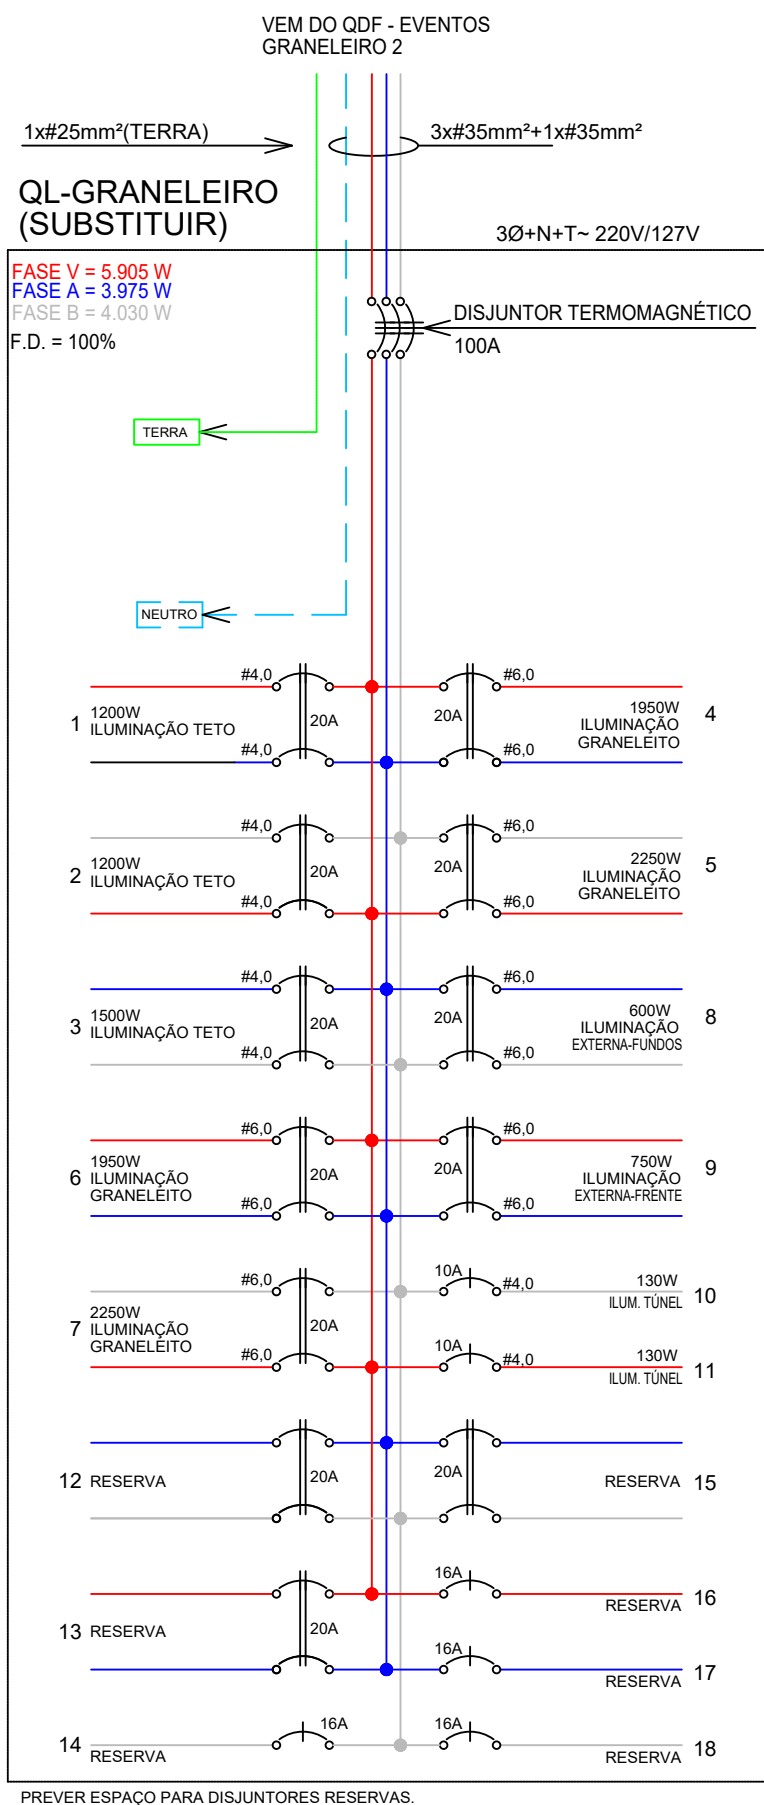 VEM DO QDF - EVENTOS
GRANELEIRO 2
1x#25mm²(TERRA)
3x#35mm²+1x#35mm²
QL-GRANELEIRO
(SUBSTITUIR)
3Ø+N+T~ 220V/127V
FASE V = 5.905 W
FASE A = 3.975 W
FASE B = 4.030 W
F.D. = 100%
DISJUNTOR TERMOMAGNÉTICO
100A
TERRA
NEUTRO
#4,0
#6,0
1
1200W
ILUMINAÇÃO TETO
20A
20A
1950W
ILUMINAÇÃO
GRANELEITO
4
#4,0
#6,0
#4,0
#6,0
2
1200W
ILUMINAÇÃO TETO
20A
20A
2250W
ILUMINAÇÃO
GRANELEITO
5
#4,0
#6,0
#4,0
#6,0
3
1500W
ILUMINAÇÃO TETO
20A
20A
600W
ILUMINAÇÃO
EXTERNA-FUNDOS
8
#4,0
#6,0
#6,0
#6,0
6
1950W
ILUMINAÇÃO
GRANELEITO
20A
20A
750W
ILUMINAÇÃO
EXTERNA-FRENTE
9
#6,0
#6,0
#6,0
10A
#4,0
130W
ILUM. TÚNEL
10
7
2250W
ILUMINAÇÃO
GRANELEITO
20A
#6,0
10A
#4,0
130W
ILUM. TÚNEL
11
12
RESERVA
20A
20A
RESERVA
15
16A
RESERVA
16
13
RESERVA
20A
16A
RESERVA
17
14
RESERVA
16A
16A
RESERVA
18
PREVER ESPAÇO PARA DISJUNTORES RESERVAS.